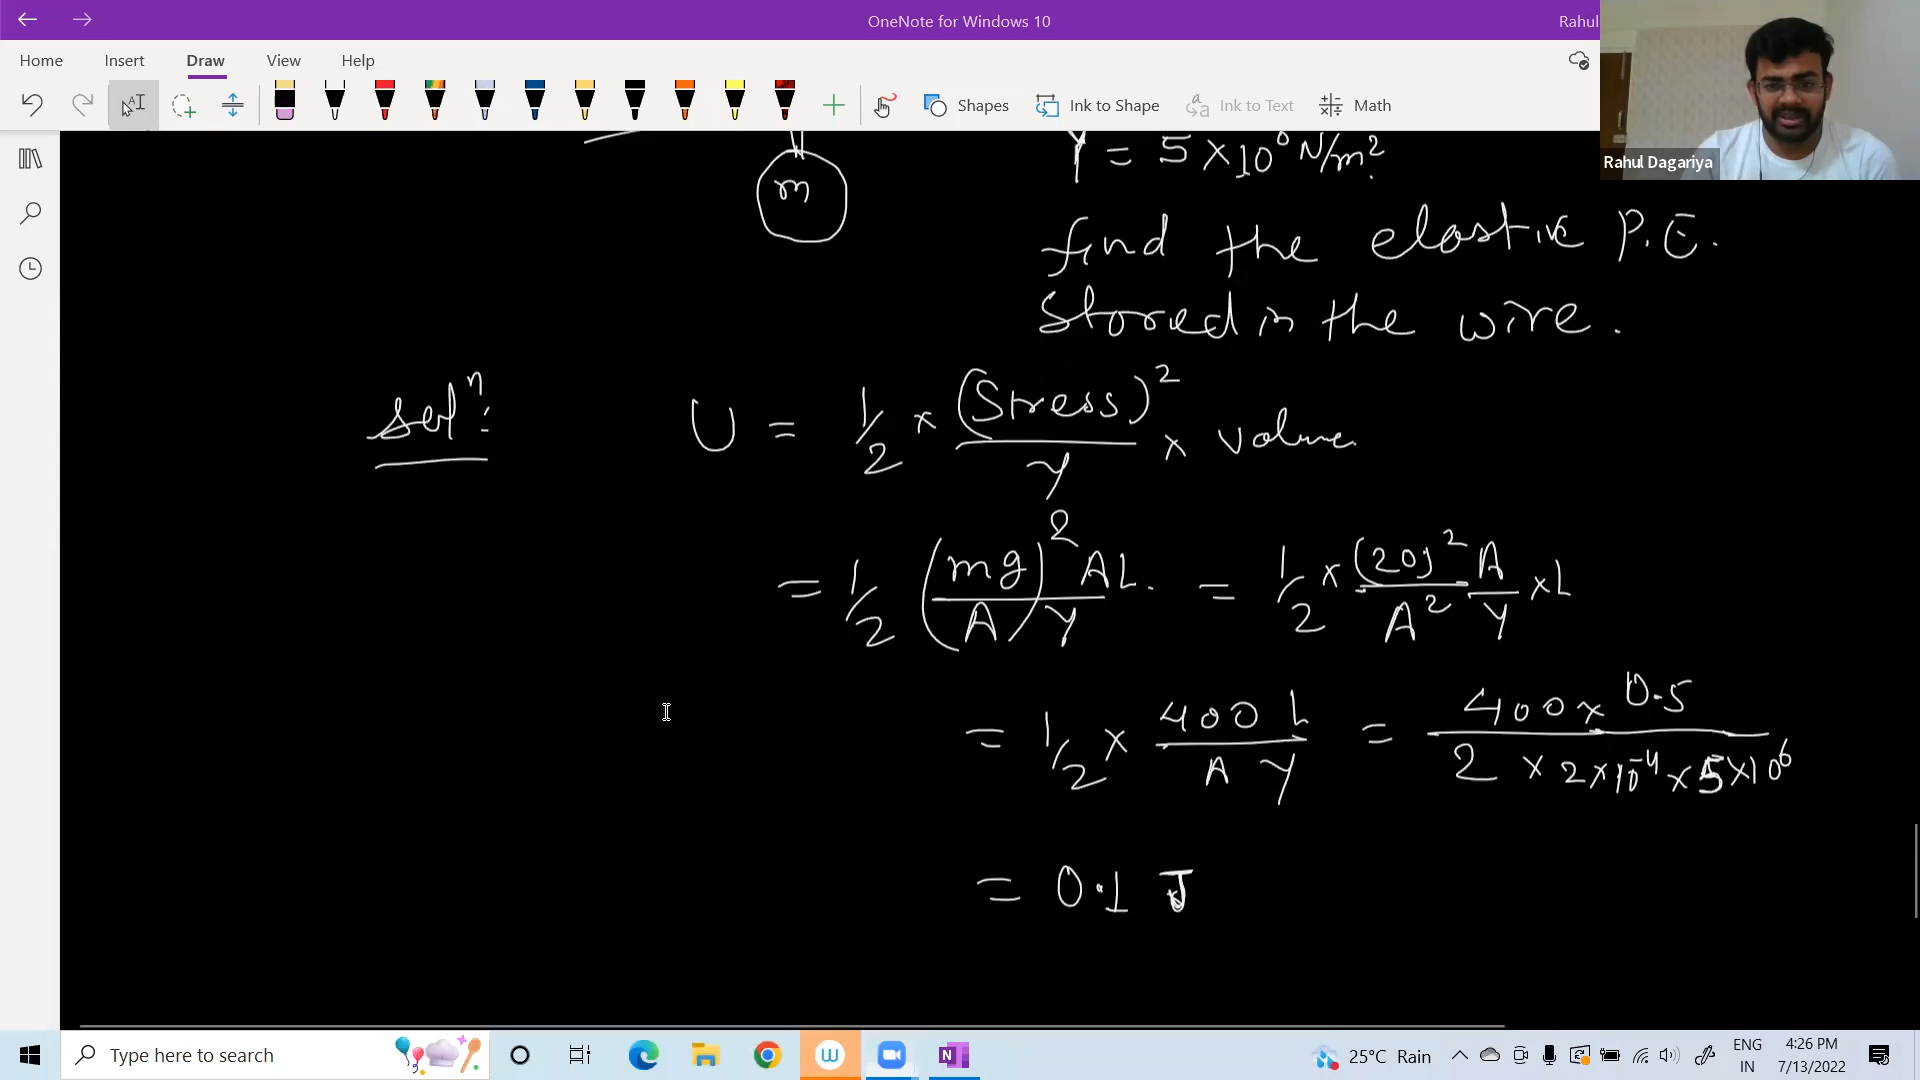 OneNote for Windows 10
Rahul
Home Insert Draw View Help
Shapes Ink to Shape Ink to Text Math
Rahul Dagariya
m
Y = 5 × 10⁶ N/m².
find the elastic P.E.
stored in the wire.
solⁿ:
U = 1/2 × (Stress)²/Y × volume
= 1/2 (mg/A)² AL/Y = 1/2 × (20)²/A² A/Y × L
= 1/2 × 400 L/A Y = 400 × 0.5/2 × 2×10⁻⁴ × 5×10⁶
= 0.1 J
Type here to search
25°C Rain
ENG
IN
4:26 PM
7/13/2022